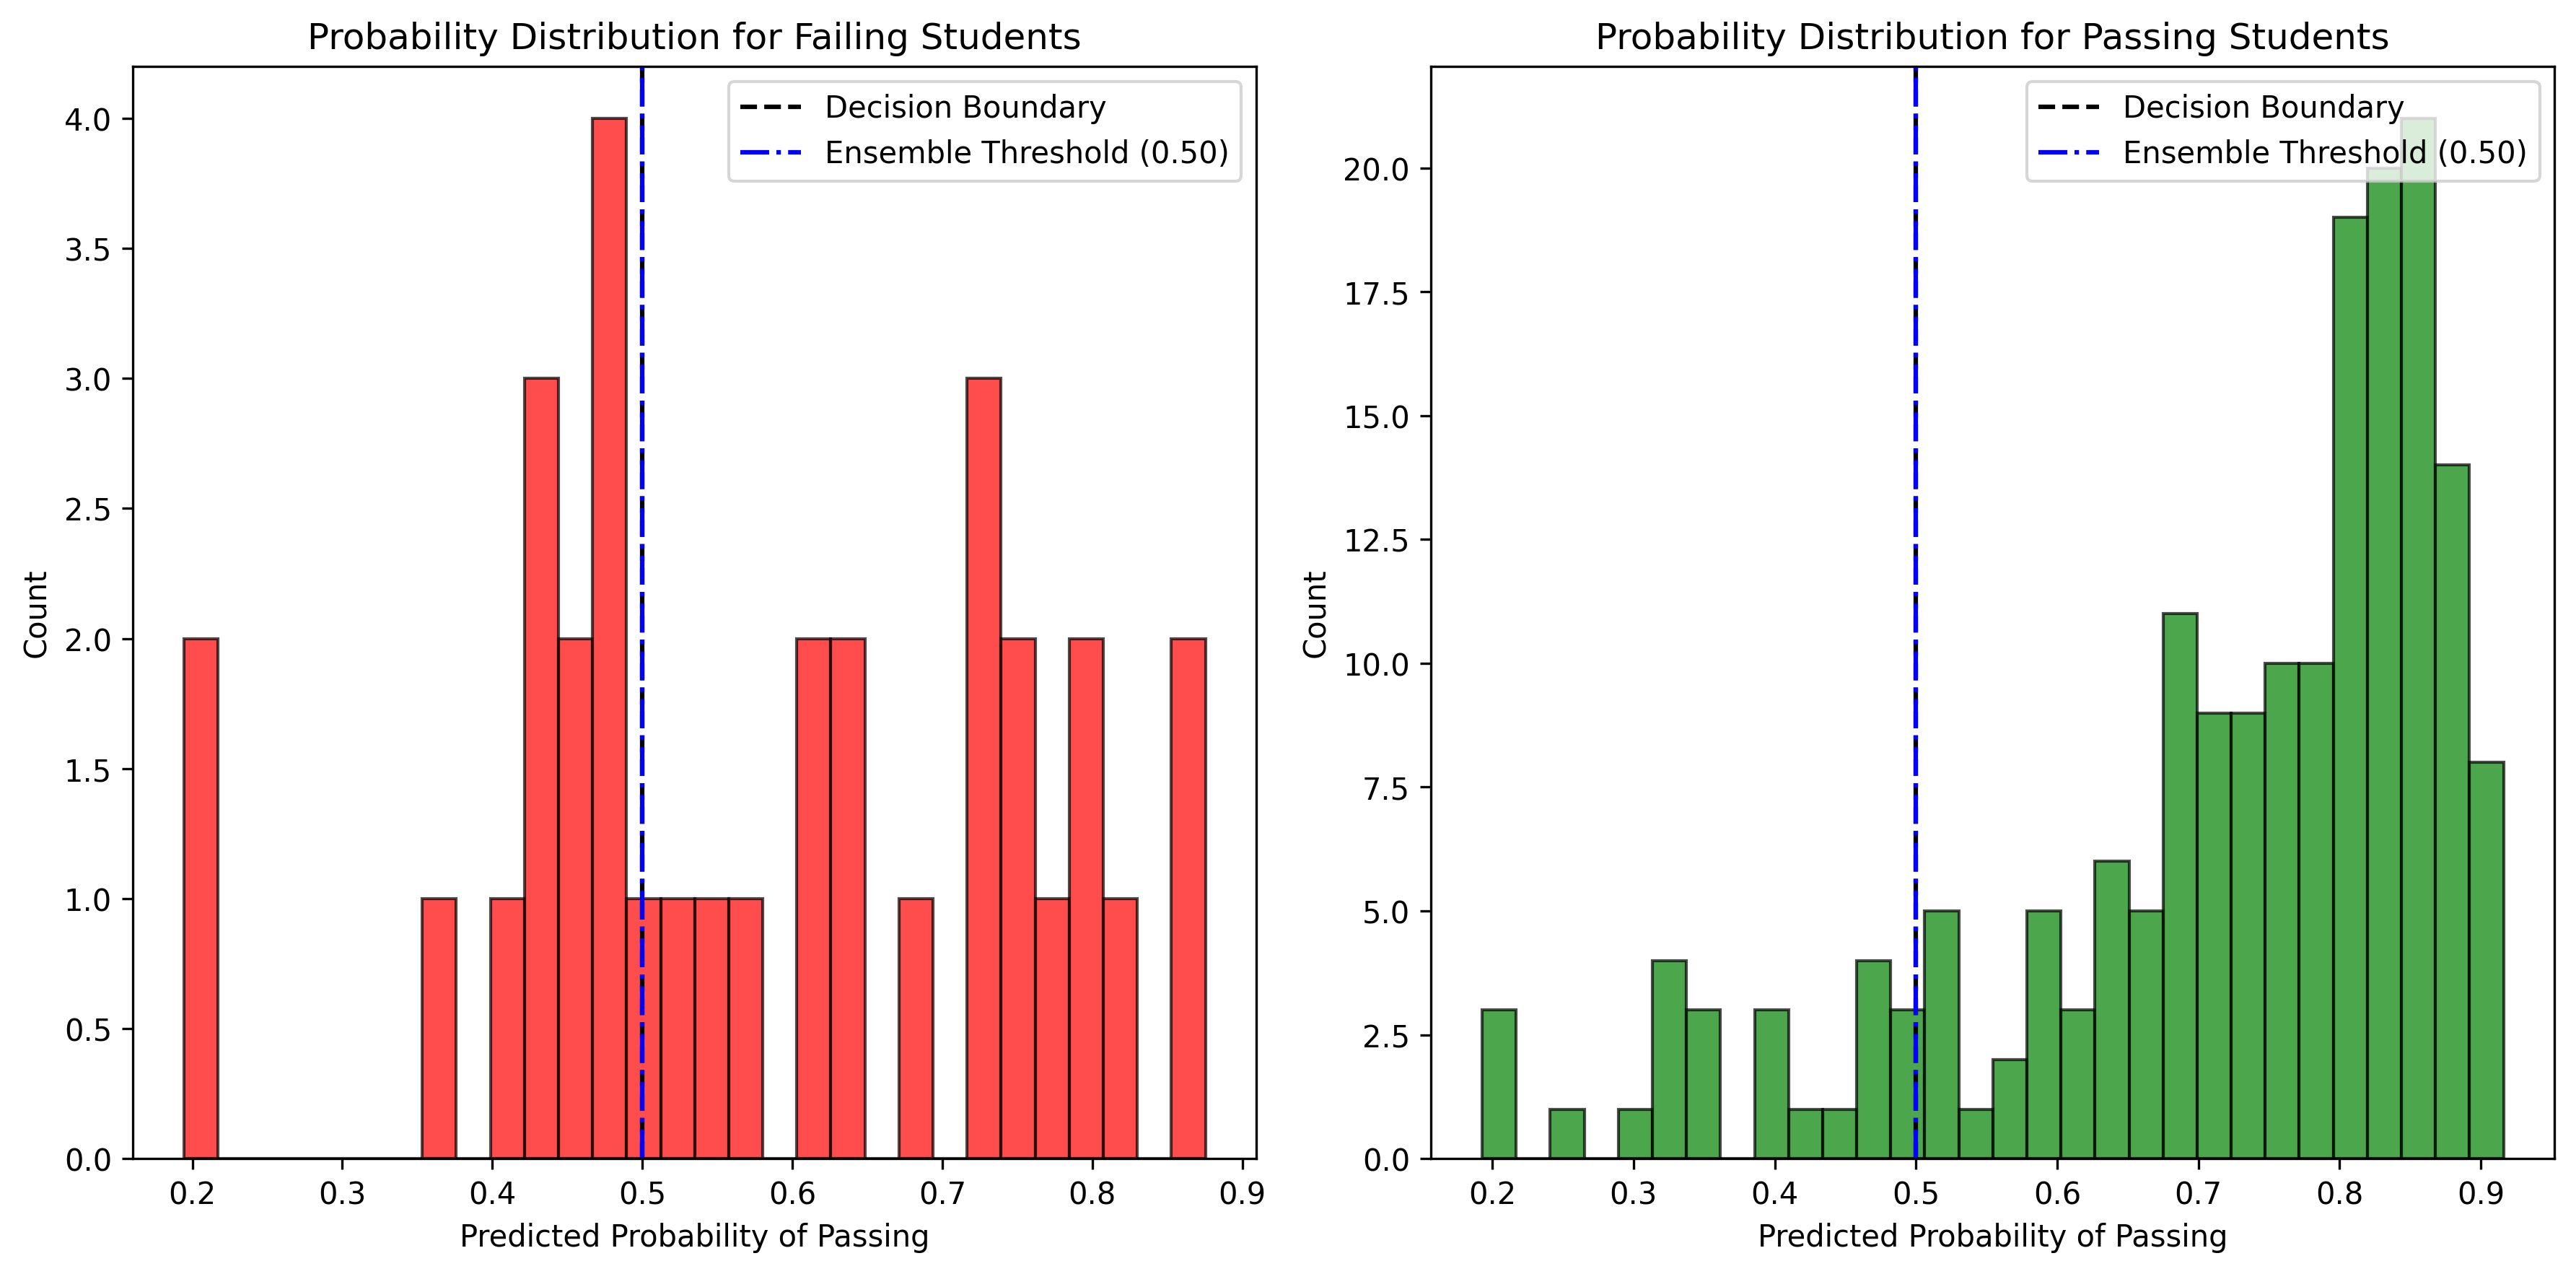 Probability Distribution for Failing Students
Decision Boundary
Ensemble Threshold (0.50)
Count
4.0
3.5
3.0
2.5
2.0
1.5
1.0
0.5
0.0
0.2 0.3 0.4 0.5 0.6 0.7 0.8 0.9
Predicted Probability of Passing
Probability Distribution for Passing Students
Decision Boundary
Ensemble Threshold (0.50)
Count
20.0
17.5
15.0
12.5
10.0
7.5
5.0
2.5
0.0
0.2 0.3 0.4 0.5 0.6 0.7 0.8 0.9
Predicted Probability of Passing